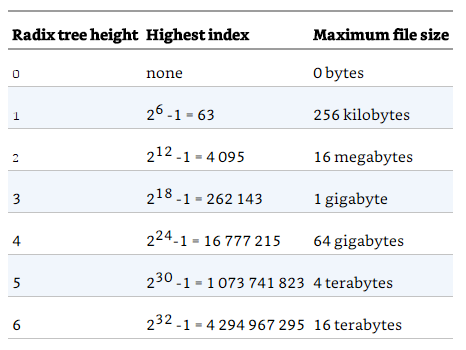 Radix tree height Highest index Maximum file size
0 none 0 bytes
1 2^6 -1 = 63 256 kilobytes
2 2^12 -1 = 4 095 16 megabytes
3 2^18 -1 = 262 143 1 gigabyte
4 2^24-1 = 16 777 215 64 gigabytes
5 2^30 -1 = 1 073 741 823 4 terabytes
6 2^32 -1 = 4 294 967 295 16 terabytes